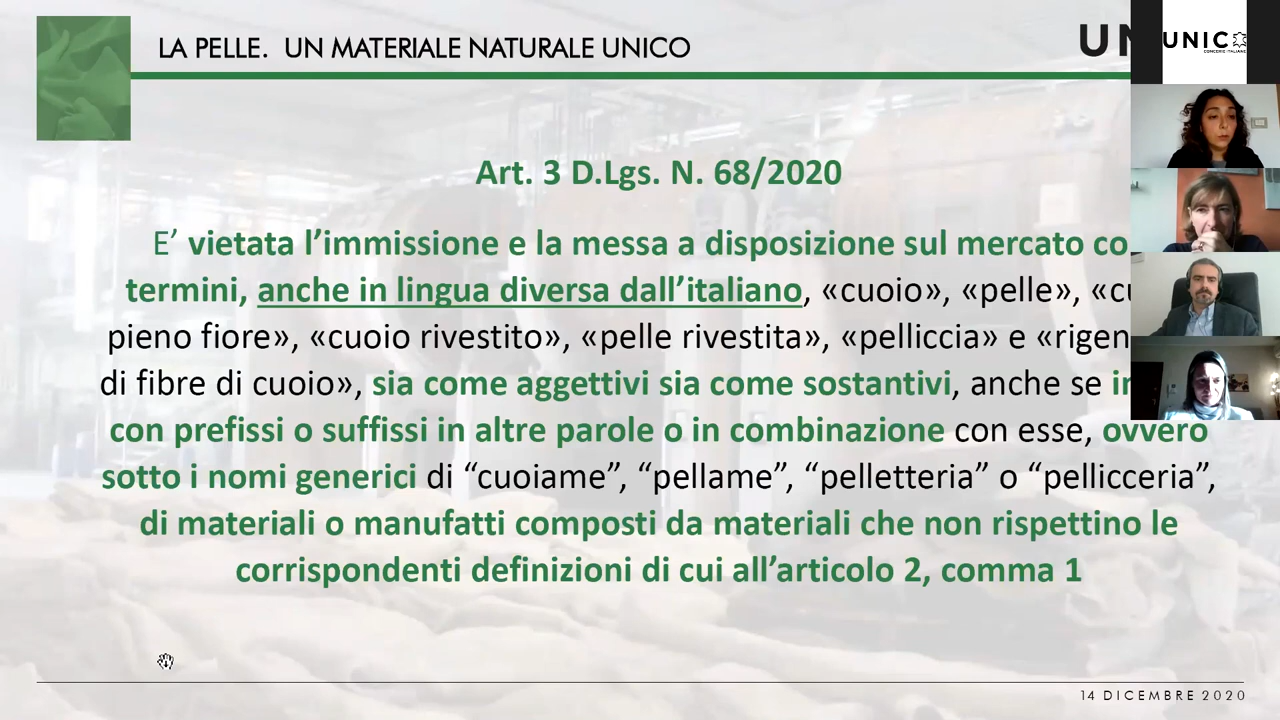 LA PELLE. UN MATERIALE NATURALE UNICO
UNIC
CONCERIE ITALIANE
Art. 3 D.Lgs. N. 68/2020
E’ vietata l’immissione e la messa a disposizione sul mercato
termini, anche in lingua diversa dall’italiano, «cuoio», «pelle»,
pieno fiore», «cuoio rivestito», «pelle rivestita», «pelliccia» e
di fibre di cuoio», sia come aggettivi sia come sostantivi, anche se
con prefissi o suffissi in altre parole o in combinazione con esse, ovvero
sotto i nomi generici di “cuoiame”, “pellame”, “pelletteria” o “pellicceria”,
di materiali o manufatti composti da materiali che non rispettino le
corrispondenti definizioni di cui all’articolo 2, comma 1
14 DICEMBRE 2020